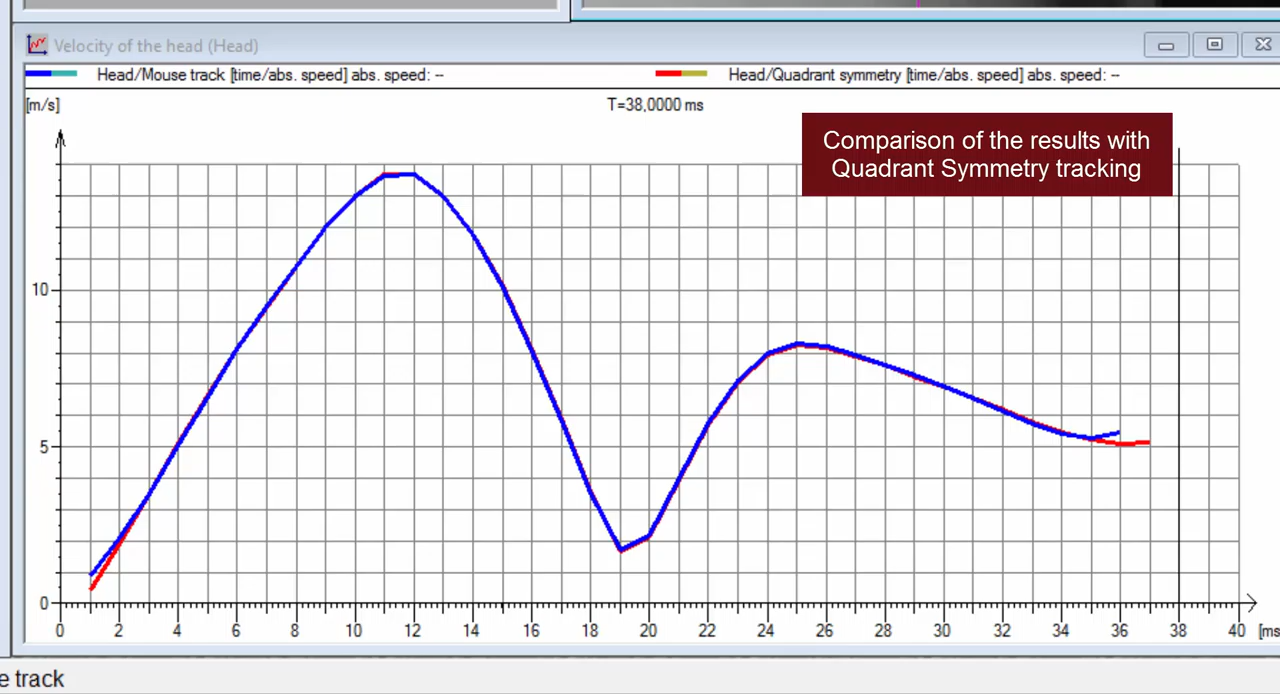 Velocity of the head (Head)
Head/Mouse track [time/abs. speed] abs. speed: --
Head/Quadrant symmetry [time/abs. speed] abs. speed: --
[m/s]
T=38,0000 ms
Comparison of the results with
Quadrant Symmetry tracking
10
5
0
0 2 4 6 8 10 12 14 16 18 20 22 24 26 28 30 32 34 36 38 40 [ms
e track